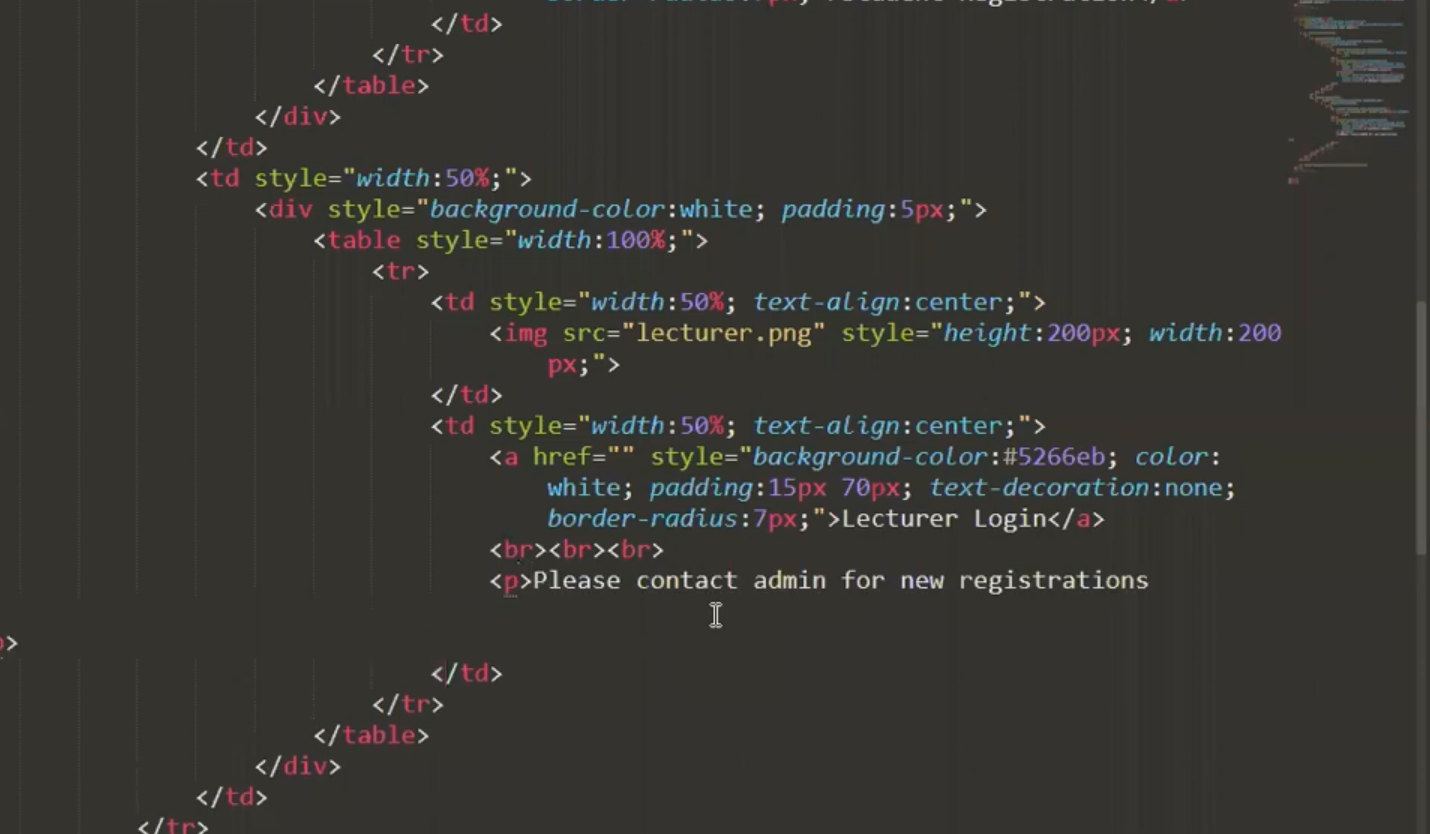 </td>
</tr>
</table>
</div>
</td>
<td style="width:50%;">
<div style="background-color:white; padding:5px;">
<table style="width:100%;">
<tr>
<td style="width:50%; text-align:center;">
<img src="lecturer.png" style="height:200px; width:200
px;">
</td>
<td style="width:50%; text-align:center;">
<a href="" style="background-color:#5266eb; color:
white; padding:15px 70px; text-decoration:none;
border-radius:7px;">Lecturer Login</a>
<br><br><br>
<p>Please contact admin for new registrations
p>
</td>
</tr>
</table>
</div>
</td>
</tr>